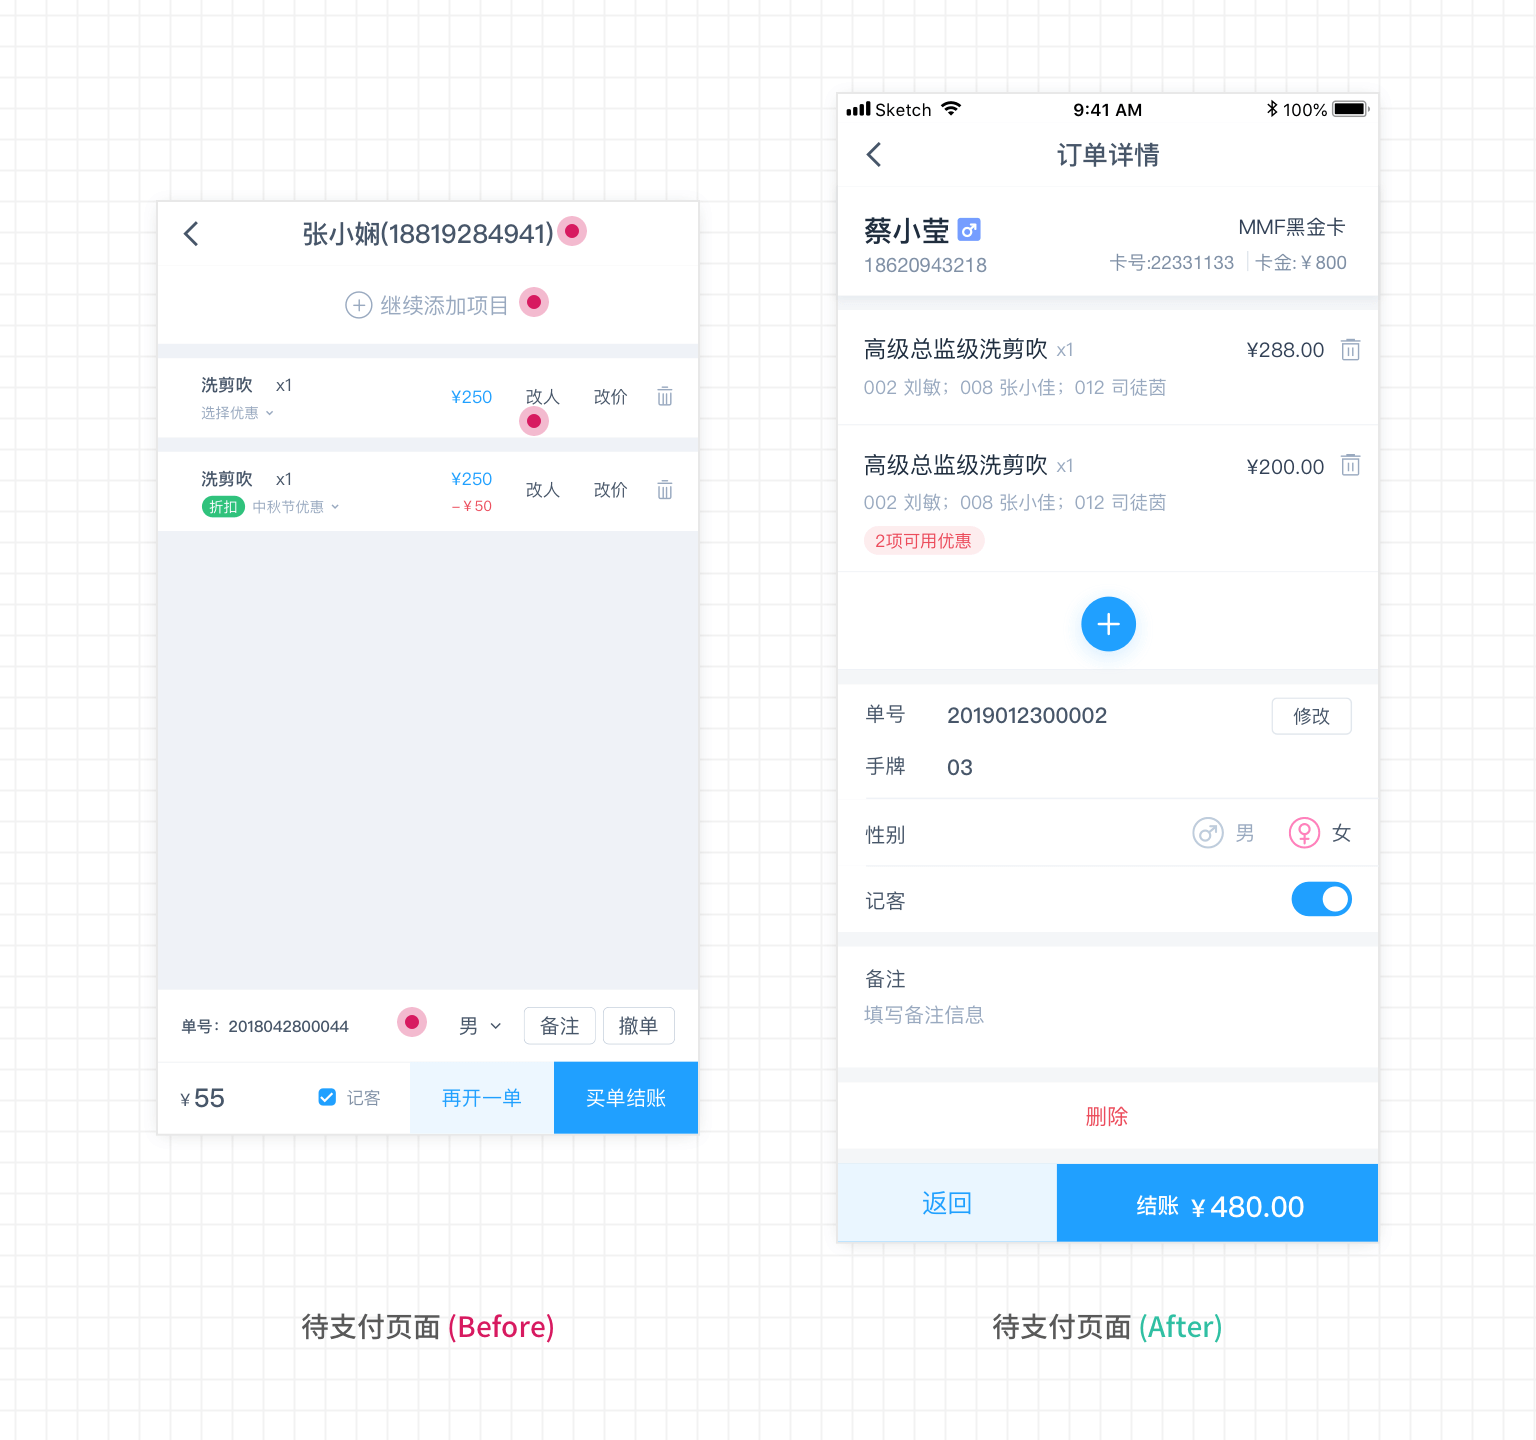 张小娴(18819284941)
继续添加项目
洗剪吹 x1
选择优惠
¥250 改人 改价
洗剪吹 x1
折扣 中秋节优惠
¥250 改人 改价
-¥50
单号：2018042800044 男 备注 撤单
¥55 记客 再开一单 买单结账
待支付页面 (Before)
Sketch 9:41 AM 100%
订单详情
蔡小莹 MMF黑金卡
18620943218 卡号:22331133 卡金:¥800
高级总监级洗剪吹 x1 ¥288.00
002 刘敏；008 张小佳；012 司徒茵
高级总监级洗剪吹 x1 ¥200.00
002 刘敏；008 张小佳；012 司徒茵
2项可用优惠
单号 2019012300002 修改
手牌 03
性别 男 女
记客
备注
填写备注信息
删除
返回 结账 ¥480.00
待支付页面 (After)